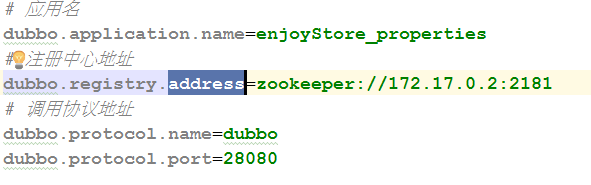 # 应用名
dubbo.application.name=enjoyStore_properties
# 注册中心地址
dubbo.registry.address=zookeeper://172.17.0.2:2181
# 调用协议地址
dubbo.protocol.name=dubbo
dubbo.protocol.port=28080